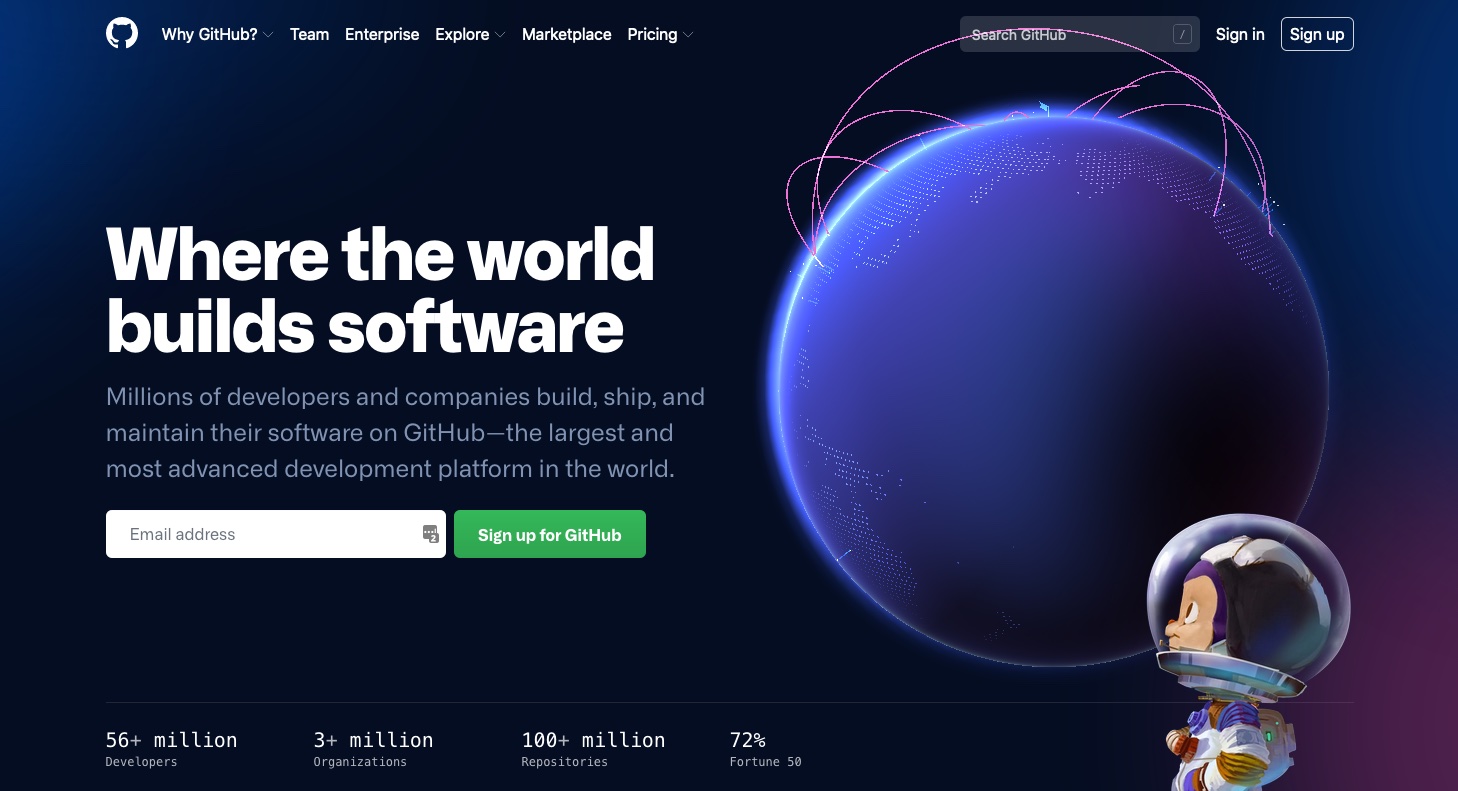 Why GitHub? Team Enterprise Explore Marketplace Pricing Search GitHub / Sign in Sign up
Where the world
builds software
Millions of developers and companies build, ship, and
maintain their software on GitHub—the largest and
most advanced development platform in the world.
Email address 2 Sign up for GitHub
56+ million 3+ million 100+ million 72%
Developers Organizations Repositories Fortune 50